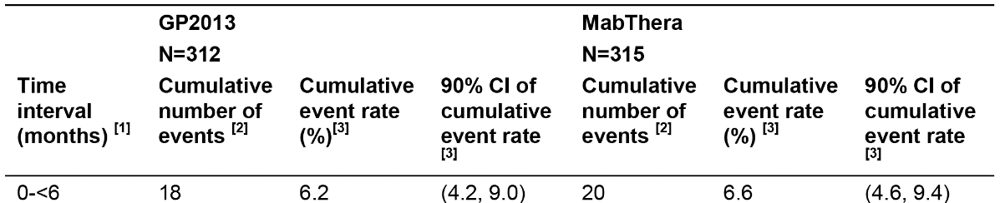 GP2013 MabThera
N=312 N=315
Time Cumulative Cumulative 90% CI of Cumulative Cumulative 90% CI of
interval number of event rate cumulative number of event rate cumulative
(months) [1] events [2] (%)[3] event rate events [2] (%) [3] event rate
[3] [3]
0-<6 18 6.2 (4.2, 9.0) 20 6.6 (4.6, 9.4)